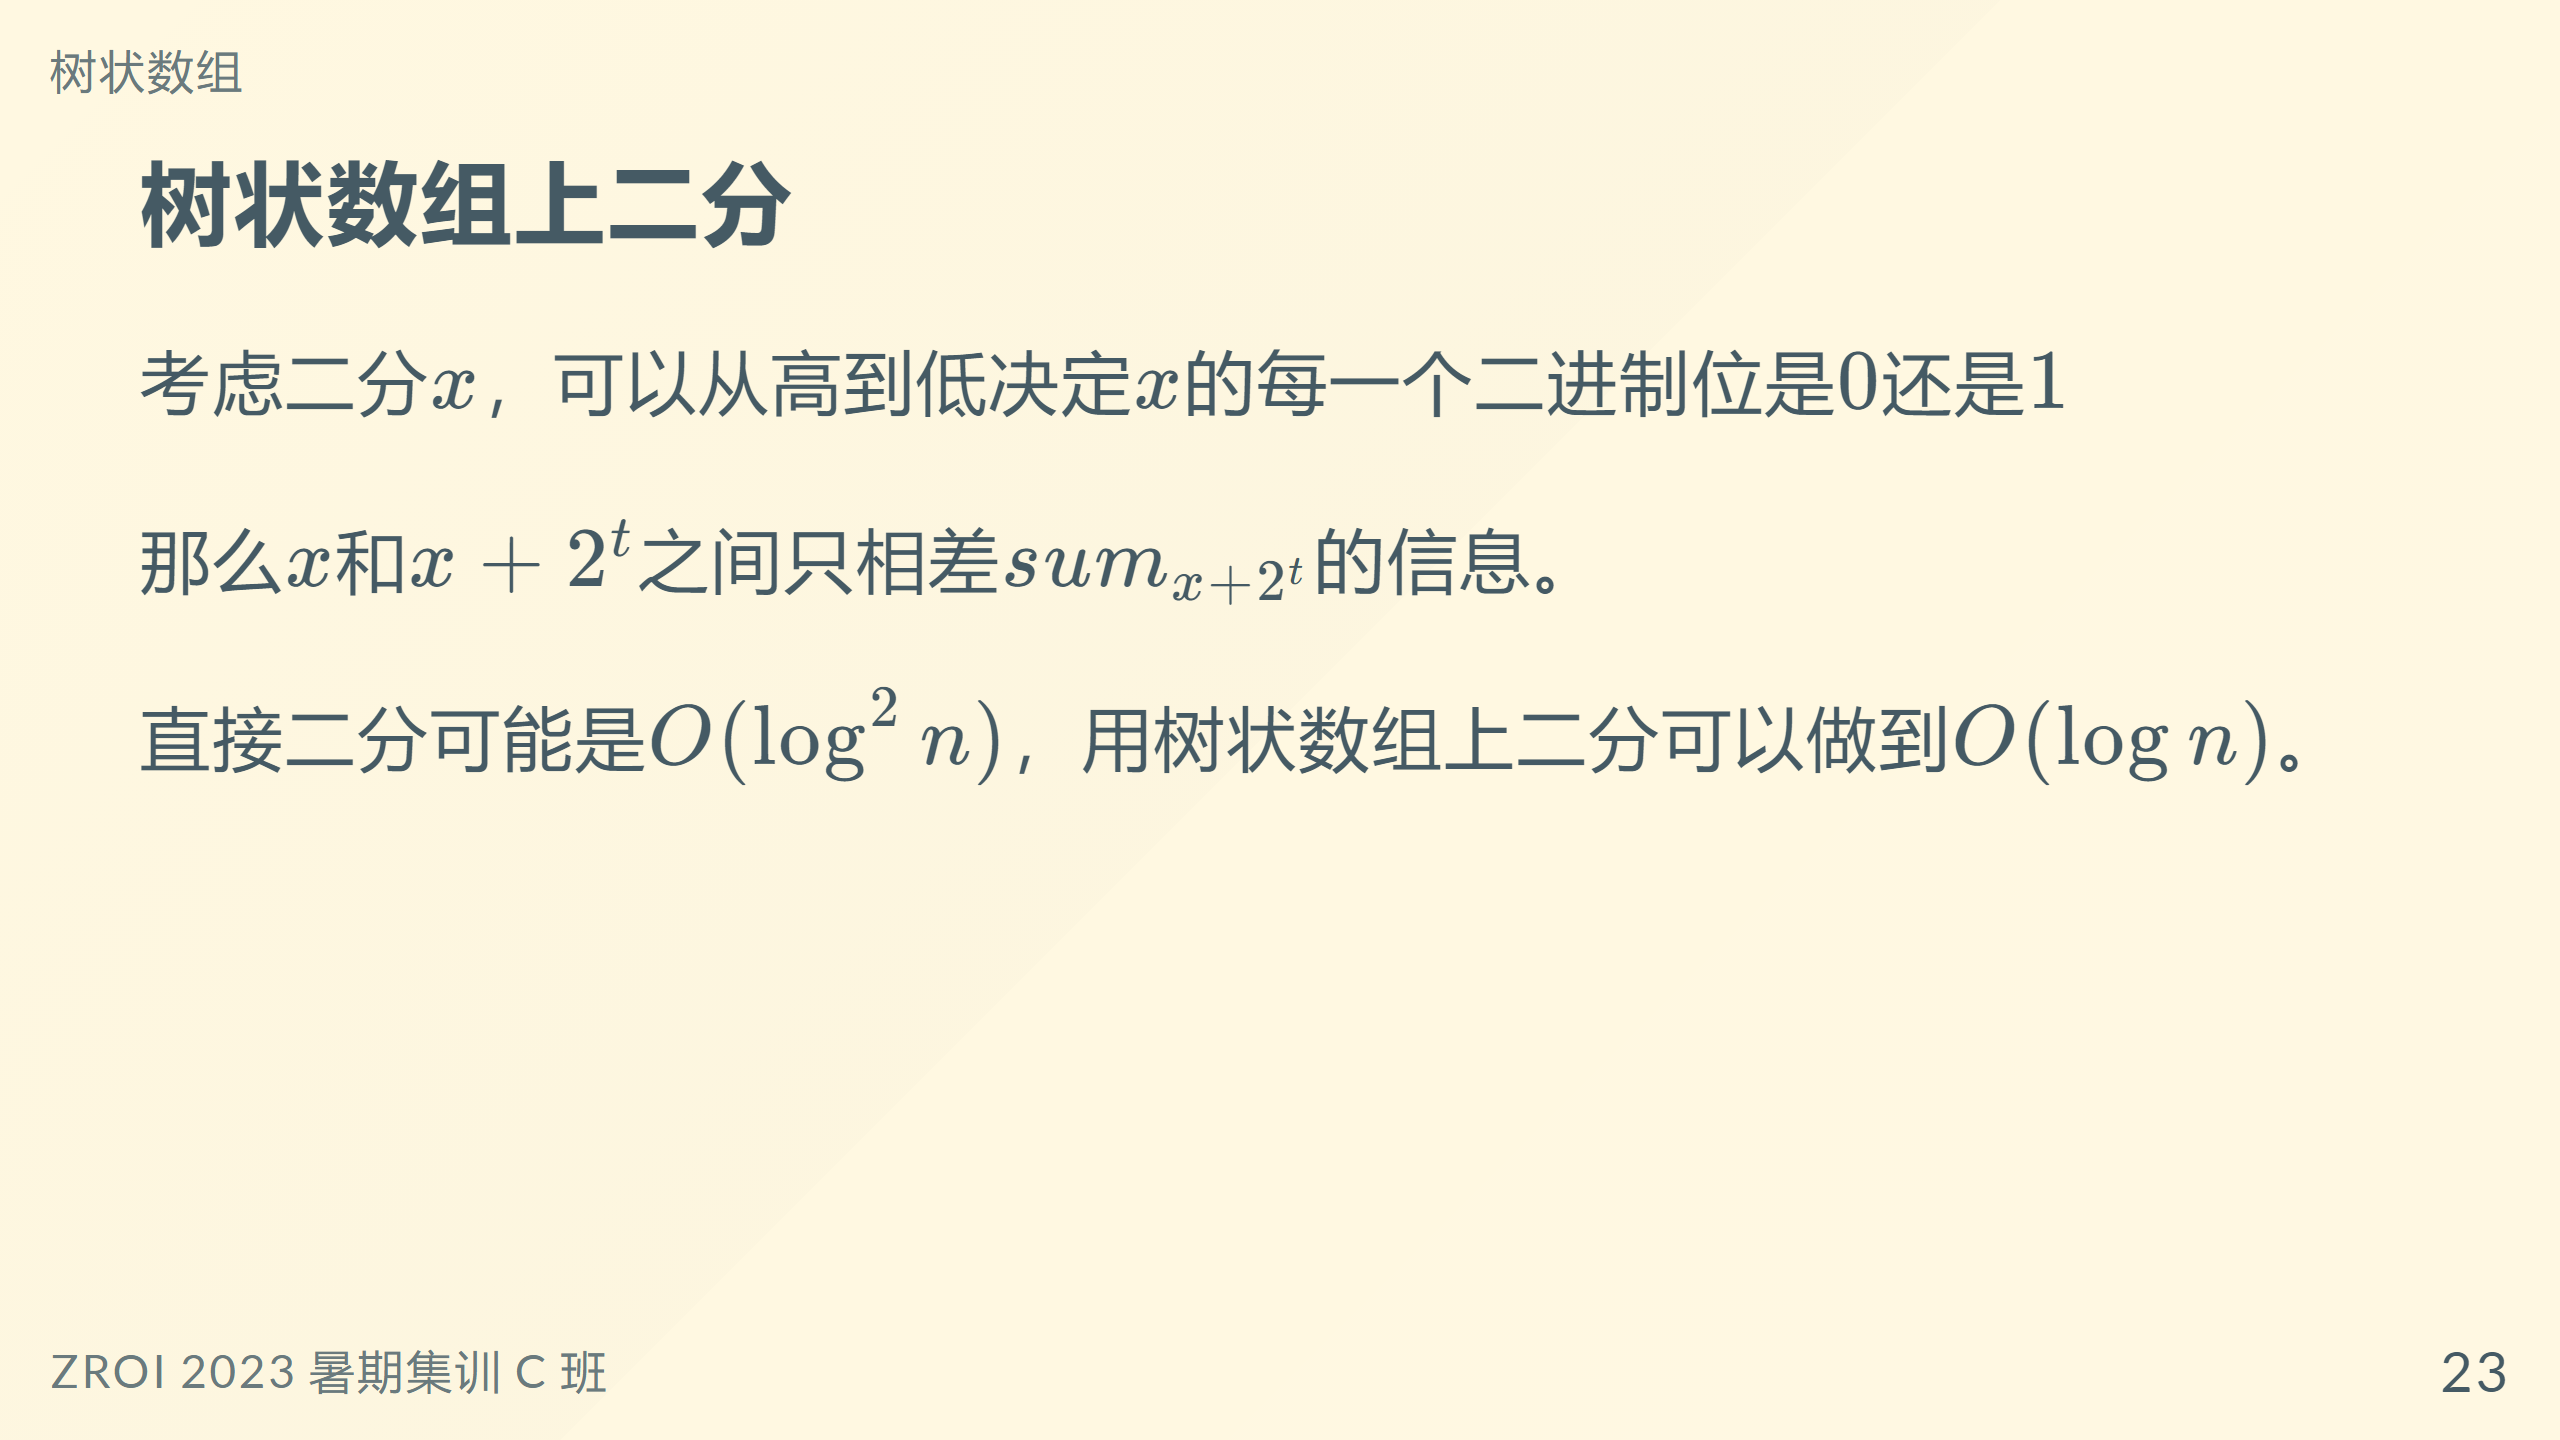 树状数组
树状数组上二分
考虑二分x，可以从高到低决定x的每一个二进制位是0还是1
那么x和x + 2^t之间只相差sum_{x+2^t}的信息。
直接二分可能是O(log^2 n)，用树状数组上二分可以做到O(log n)。
ZROI 2023 暑期集训 C 班
23